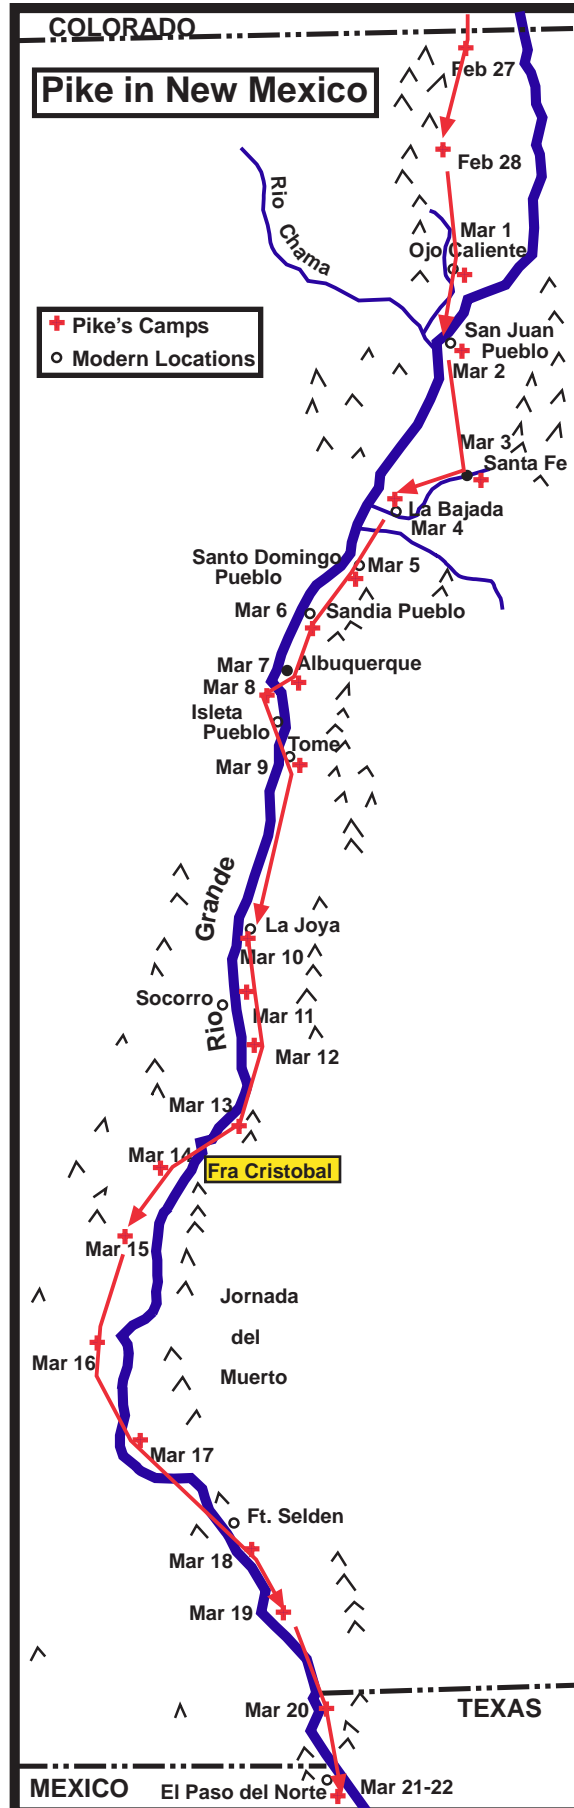 COLORADO
Pike in New Mexico
Feb 27
Feb 28
Rio
Chama
Mar 1
Ojo Caliente
Pike's Camps
Modern Locations
San Juan
Pueblo
Mar 2
Mar 3
Santa Fe
La Bajada
Mar 4
Santo Domingo
Pueblo
Mar 5
Mar 6
Sandia Pueblo
Mar 7
Albuquerque
Mar 8
Isleta
Pueblo
Tome
Mar 9
Grande
La Joya
Mar 10
Socorro
Mar 11
Rio
Mar 12
Mar 13
Mar 14
Fra Cristobal
Mar 15
Jornada
del
Muerto
Mar 16
Mar 17
Ft. Selden
Mar 18
Mar 19
Mar 20
TEXAS
MEXICO
El Paso del Norte
Mar 21-22